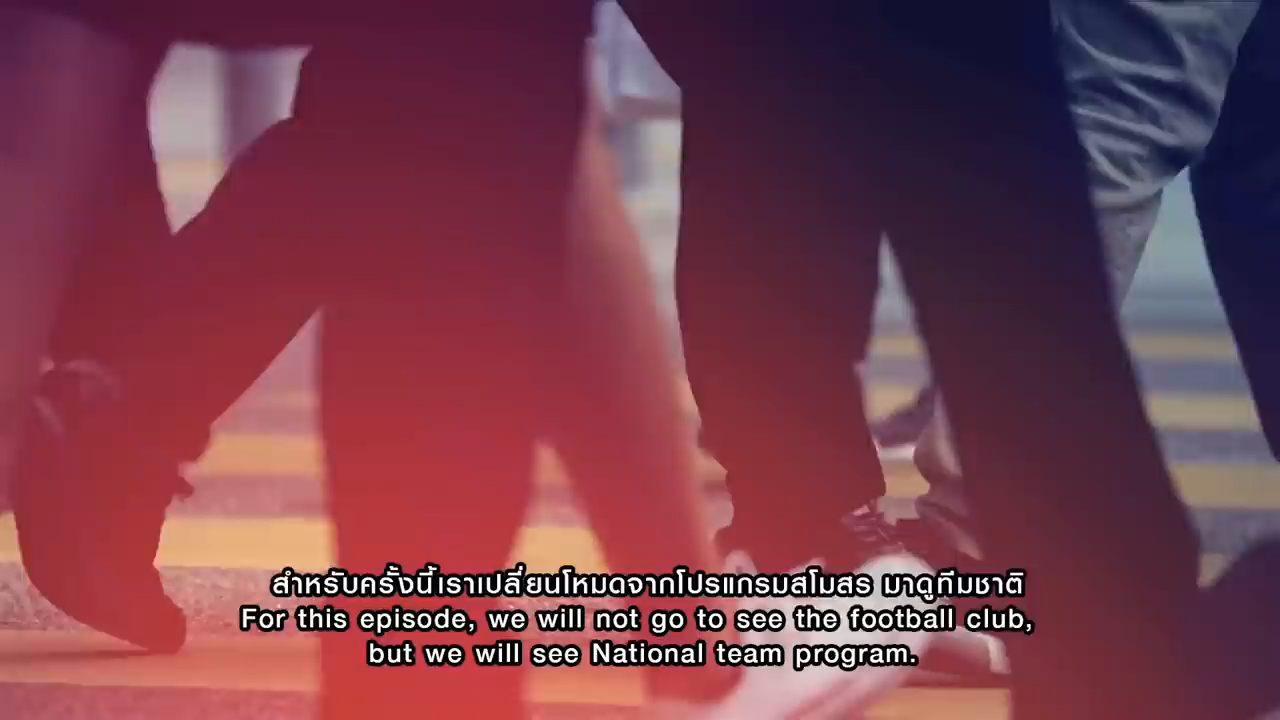 สำหรับครั้งนี้เราเปลี่ยนโหมดจากโปรแกรมสโมสร มาดูทีมชาติ
For this episode, we will not go to see the football club,
but we will see National team program.